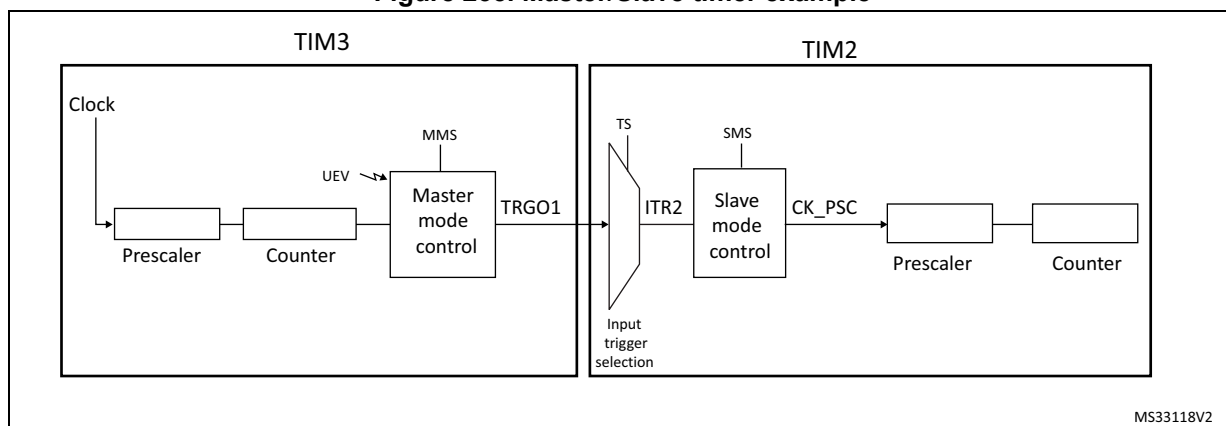 Figure 268. Master/Slave timer example
TIM3
TIM2
Clock
MMS
UEV
Master
mode
control
TRGO1
Prescaler
Counter
TS
SMS
ITR2
Slave
mode
control
CK_PSC
Input
trigger
selection
Prescaler
Counter
MS33118V2